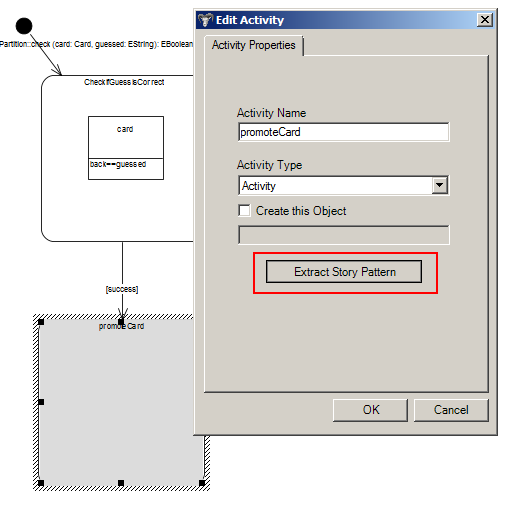 Partition::check (card: Card, guessed: EString): EBoolean
CheckIfGuessIsCorrect
card
back==guessed
[success]
promoteCard
Edit Activity
Activity Properties
Activity Name
promoteCard
Activity Type
Activity
Create this Object
Extract Story Pattern
OK
Cancel